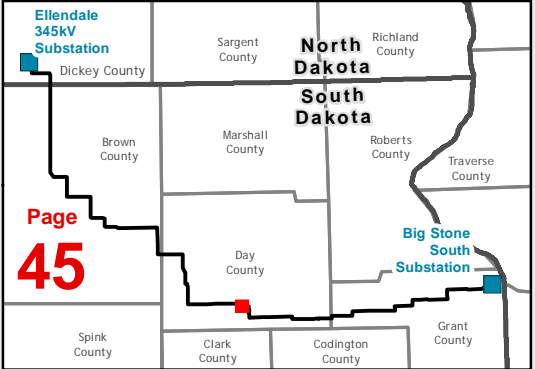 Ellendale
345kV
Substation
Dickey County
Sargent
County
North
Dakota
Richland
County
South
Dakota
Brown
County
Marshall
County
Roberts
County
Traverse
County
Page
45
Day
County
Big Stone
South
Substation
Spink
County
Clark
County
Codington
County
Grant
County